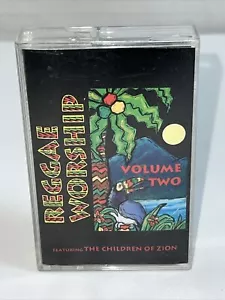 REGGAE
WORSHIP
VOLUME
TWO
FEATURING THE CHILDREN OF ZION